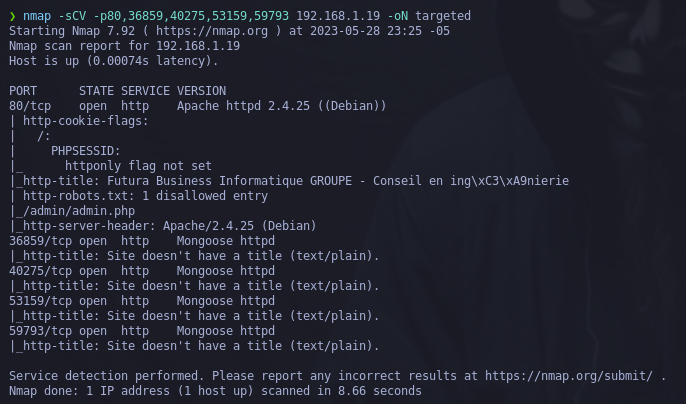 ❯ nmap -sCV -p80,36859,40275,53159,59793 192.168.1.19 -oN targeted
Starting Nmap 7.92 ( https://nmap.org ) at 2023-05-28 23:25 -05
Nmap scan report for 192.168.1.19
Host is up (0.00074s latency).

PORT      STATE SERVICE VERSION
80/tcp    open  http    Apache httpd 2.4.25 ((Debian))
| http-cookie-flags:
|   /:
|     PHPSESSID:
|_      httponly flag not set
|_http-title: Futura Business Informatique GROUPE - Conseil en ing\xC3\xA9nierie
| http-robots.txt: 1 disallowed entry
|_/admin/admin.php
|_http-server-header: Apache/2.4.25 (Debian)
36859/tcp open  http    Mongoose httpd
|_http-title: Site doesn't have a title (text/plain).
40275/tcp open  http    Mongoose httpd
|_http-title: Site doesn't have a title (text/plain).
53159/tcp open  http    Mongoose httpd
|_http-title: Site doesn't have a title (text/plain).
59793/tcp open  http    Mongoose httpd
|_http-title: Site doesn't have a title (text/plain).

Service detection performed. Please report any incorrect results at https://nmap.org/submit/ .
Nmap done: 1 IP address (1 host up) scanned in 8.66 seconds